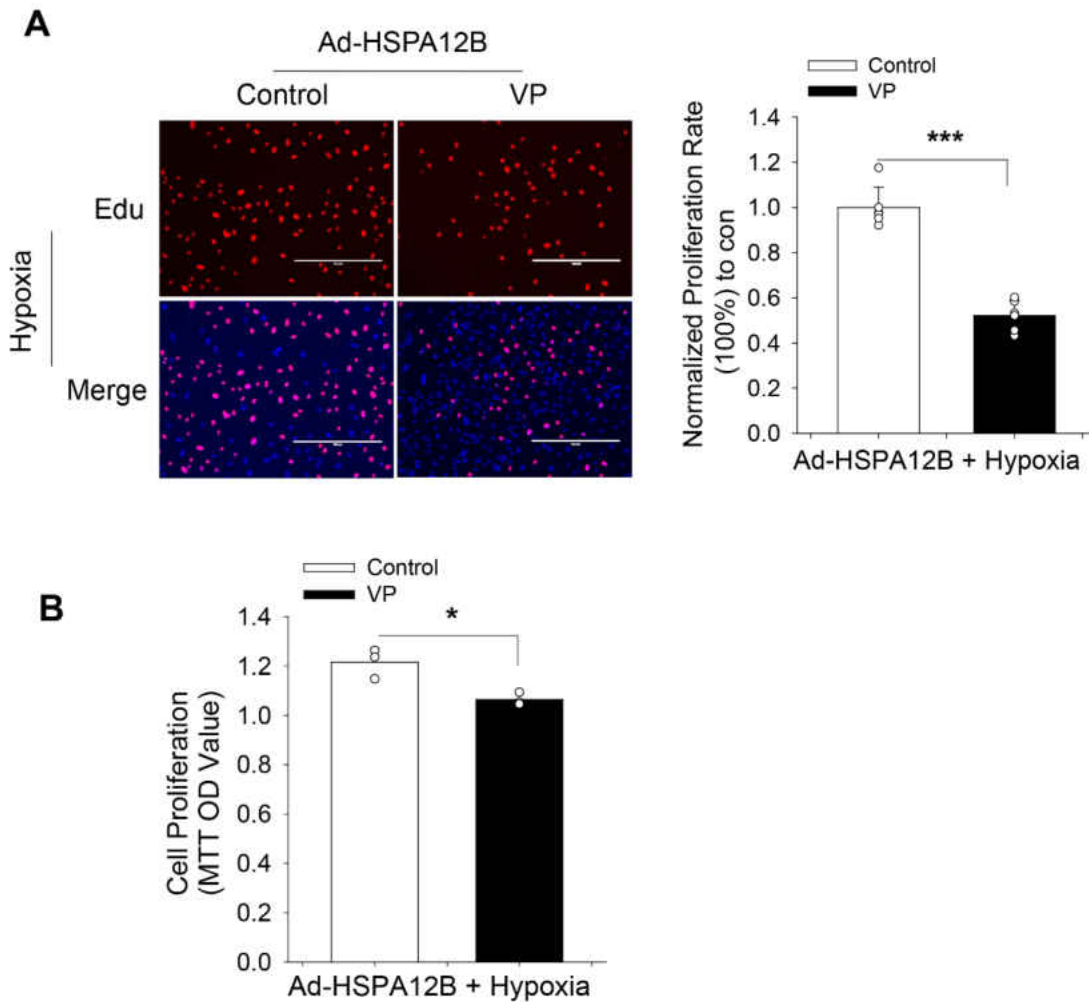 A
Ad-HSPA12B
Control VP
Hypoxia
Edu
Merge
Control
VP
Normalized Proliferation Rate
(100%) to con
1.4
1.2
1.0
0.8
0.6
0.4
0.2
0.0
***
Ad-HSPA12B + Hypoxia
B
Control
VP
Cell Proliferation
(MTT OD Value)
1.4
1.2
1.0
0.8
0.6
0.4
0.2
0.0
*
Ad-HSPA12B + Hypoxia